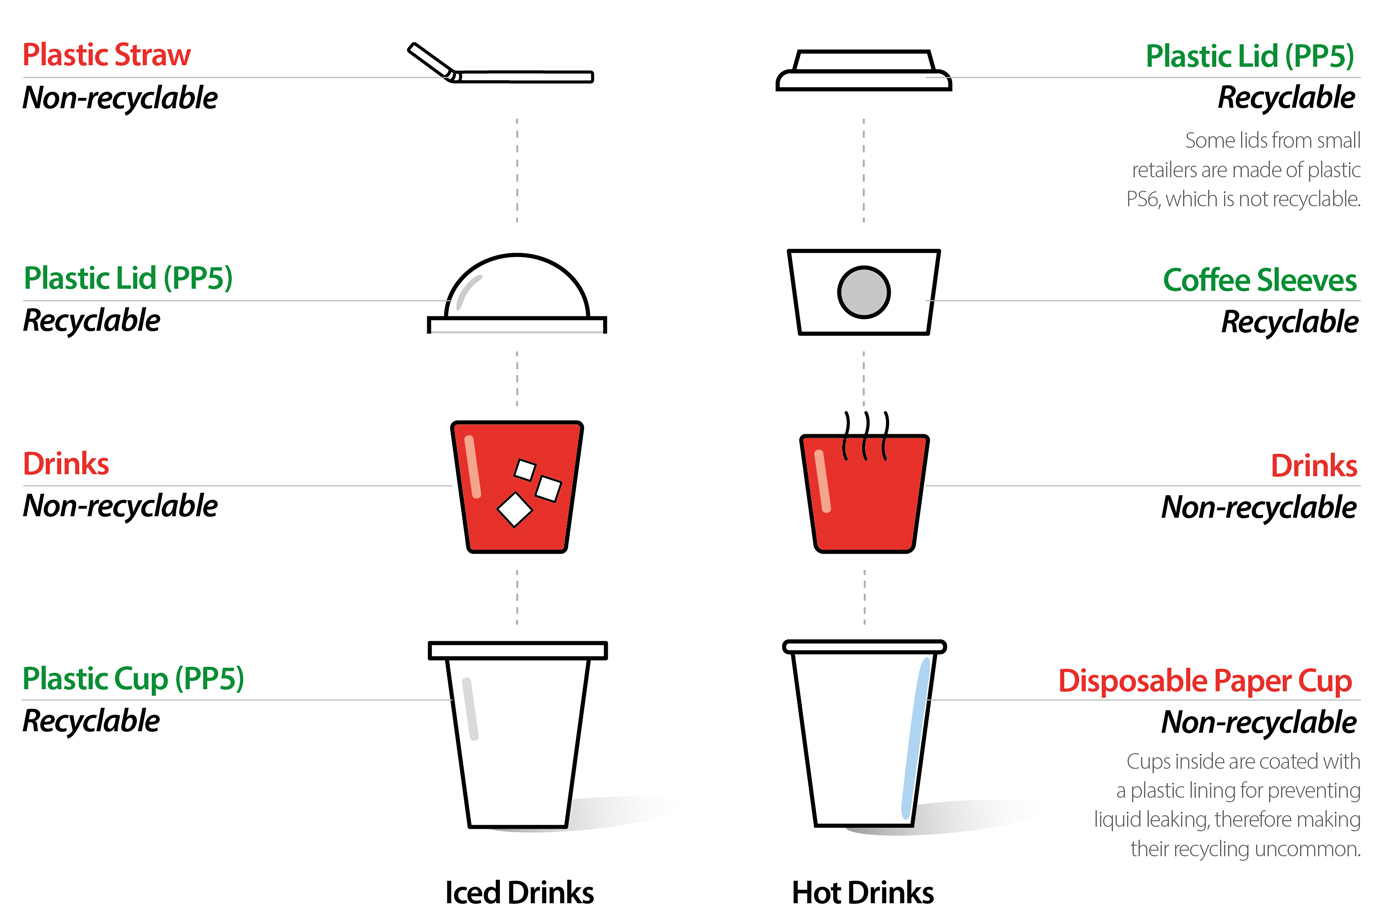 Plastic Straw
Non-recyclable
Plastic Lid (PP5)
Recyclable
Drinks
Non-recyclable
Plastic Cup (PP5)
Recyclable
Iced Drinks
Plastic Lid (PP5)
Recyclable
Some lids from small
retailers are made of plastic
PS6, which is not recyclable.
Coffee Sleeves
Recyclable
Drinks
Non-recyclable
Disposable Paper Cup
Non-recyclable
Cups inside are coated with
a plastic lining for preventing
liquid leaking, therefore making
their recycling uncommon.
Hot Drinks